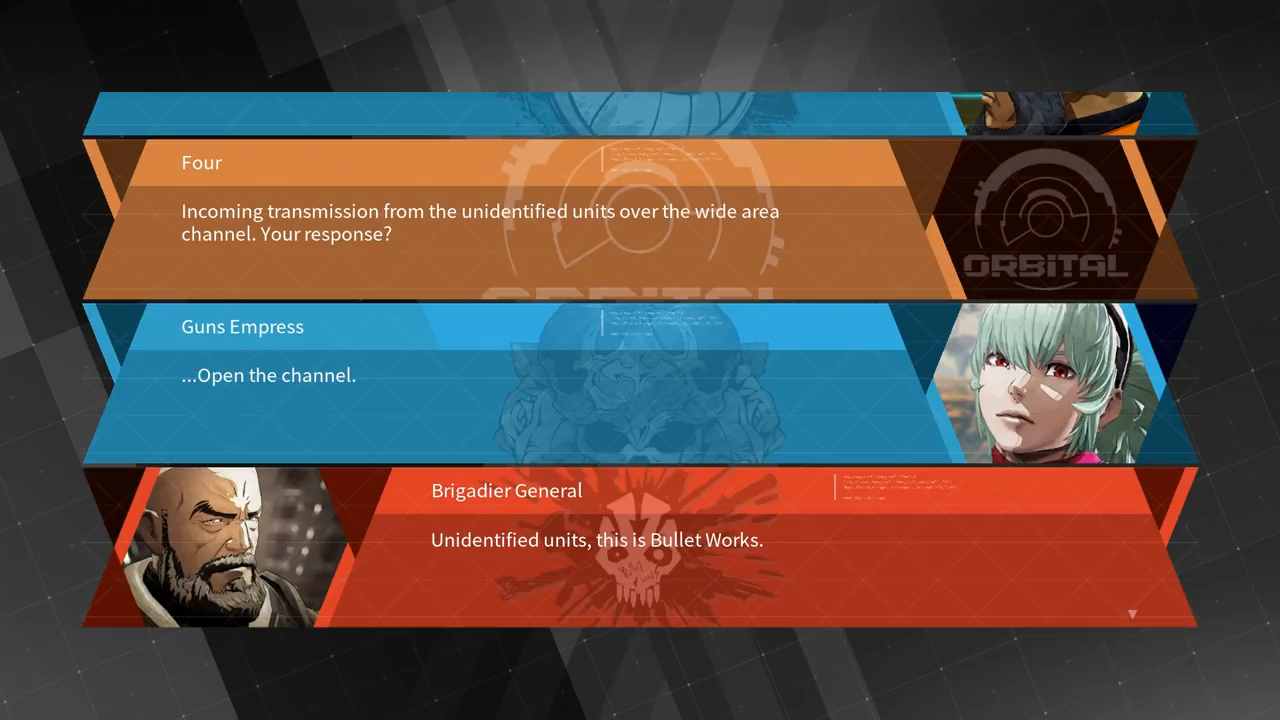 Four
Incoming transmission from the unidentified units over the wide area
channel. Your response?
ORBITAL
Guns Empress
...Open the channel.
Brigadier General
Unidentified units, this is Bullet Works.